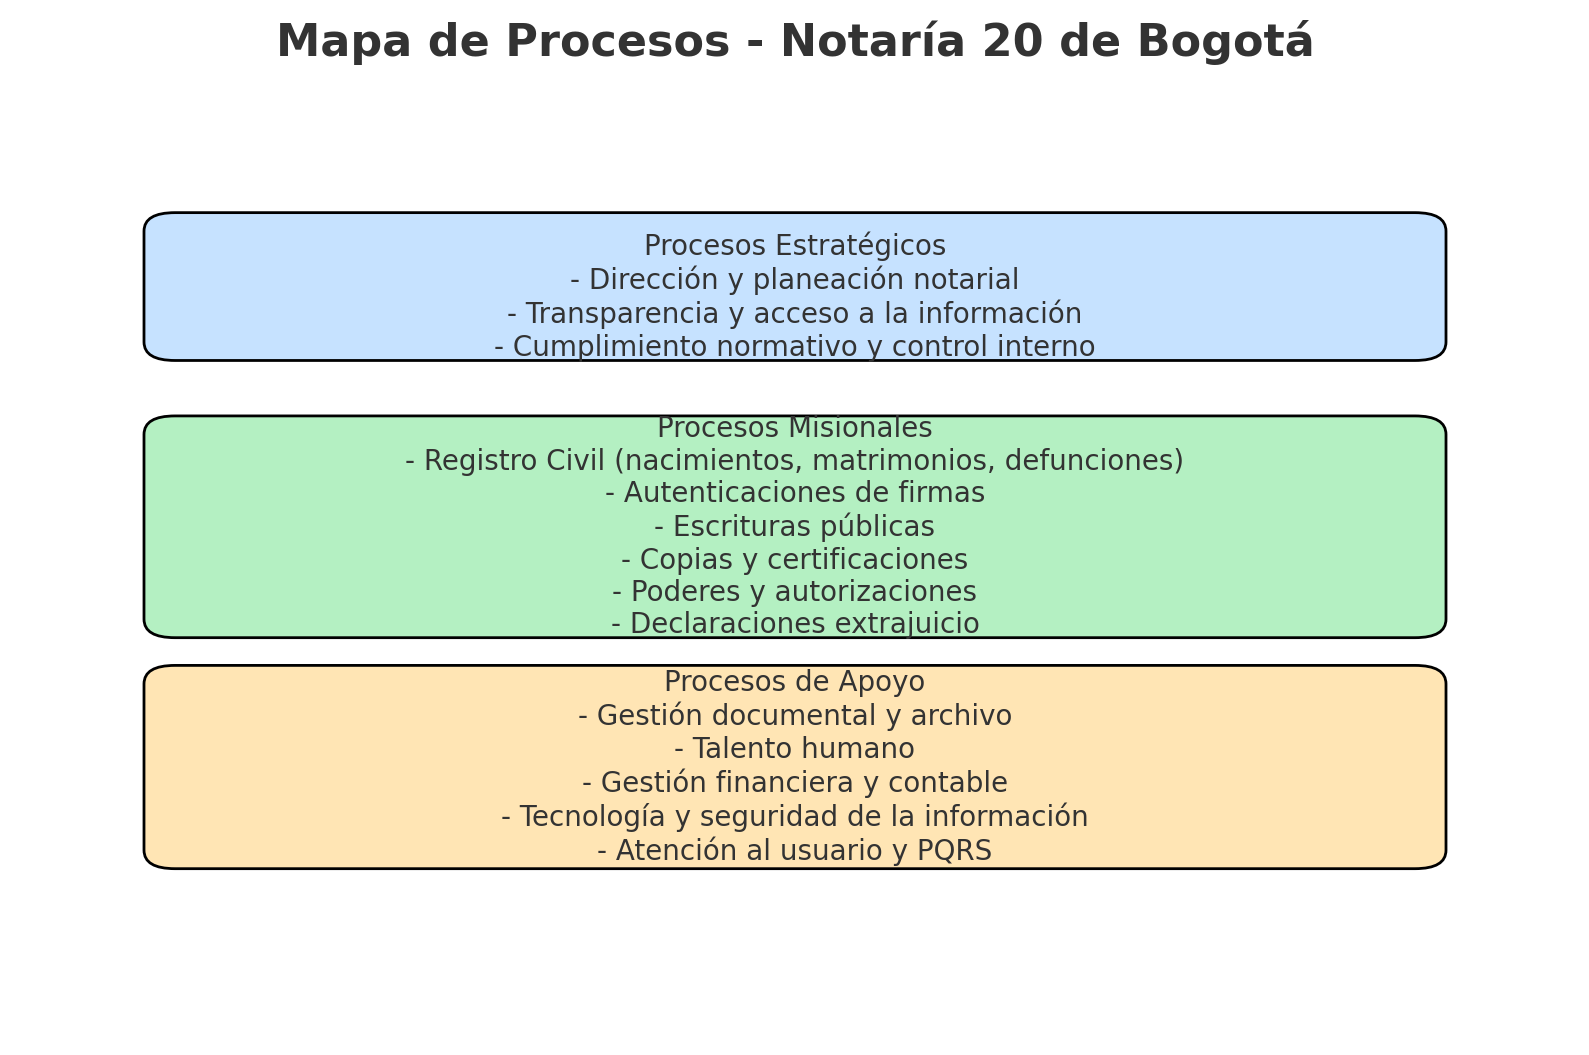 Mapa de Procesos - Notaría 20 de Bogotá
Procesos Estratégicos
- Dirección y planeación notarial
- Transparencia y acceso a la información
- Cumplimiento normativo y control interno
Procesos Misionales
- Registro Civil (nacimientos, matrimonios, defunciones)
- Autenticaciones de firmas
- Escrituras públicas
- Copias y certificaciones
- Poderes y autorizaciones
- Declaraciones extrajuicio
Procesos de Apoyo
- Gestión documental y archivo
- Talento humano
- Gestión financiera y contable
- Tecnología y seguridad de la información
- Atención al usuario y PQRS